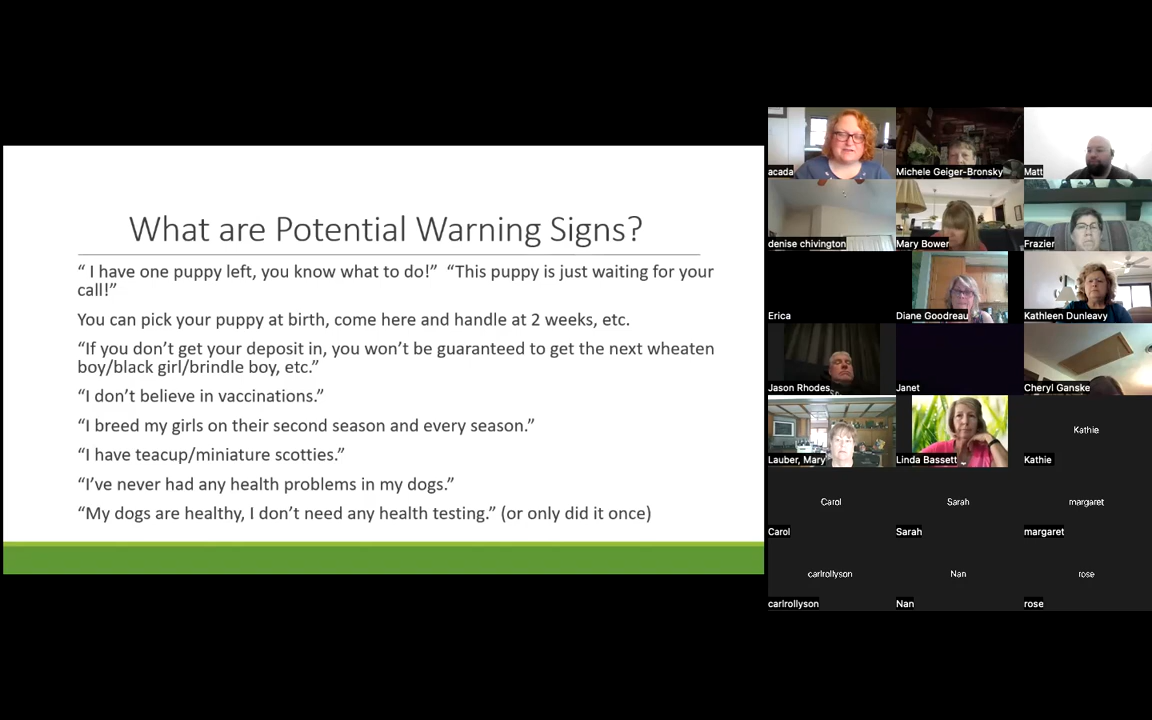 What are Potential Warning Signs?
“ I have one puppy left, you know what to do!”  “This puppy is just waiting for your
call!”
You can pick your puppy at birth, come here and handle at 2 weeks, etc.
“If you don’t get your deposit in, you won’t be guaranteed to get the next wheaten
boy/black girl/brindle boy, etc.”
“I don’t believe in vaccinations.”
“I breed my girls on their second season and every season.”
“I have teacup/miniature scotties.”
“I’ve never had any health problems in my dogs.”
“My dogs are healthy, I don’t need any health testing.” (or only did it once)
acada
Michele Geiger-Bronsky
Matt
denise chivington
Mary Bower
Frazier
Erica
Diane Goodreau
Kathleen Dunleavy
Jason Rhodes
Janet
Cheryl Ganske
Lauber, Mary
Linda Bassett
Kathie
Kathie
Carol
Sarah
margaret
Carol
Sarah
margaret
carlrollyson
Nan
rose
carlrollyson
Nan
rose